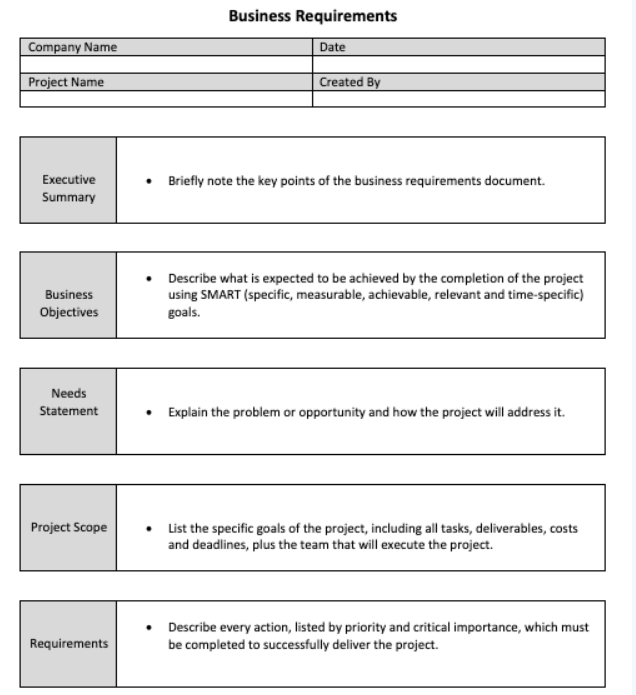 Business Requirements
Company Name Date
Project Name Created By
Executive
Summary
• Briefly note the key points of the business requirements document.
Business
Objectives
• Describe what is expected to be achieved by the completion of the project
using SMART (specific, measurable, achievable, relevant and time-specific)
goals.
Needs
Statement
• Explain the problem or opportunity and how the project will address it.
Project Scope
• List the specific goals of the project, including all tasks, deliverables, costs
and deadlines, plus the team that will execute the project.
Requirements
• Describe every action, listed by priority and critical importance, which must
be completed to successfully deliver the project.